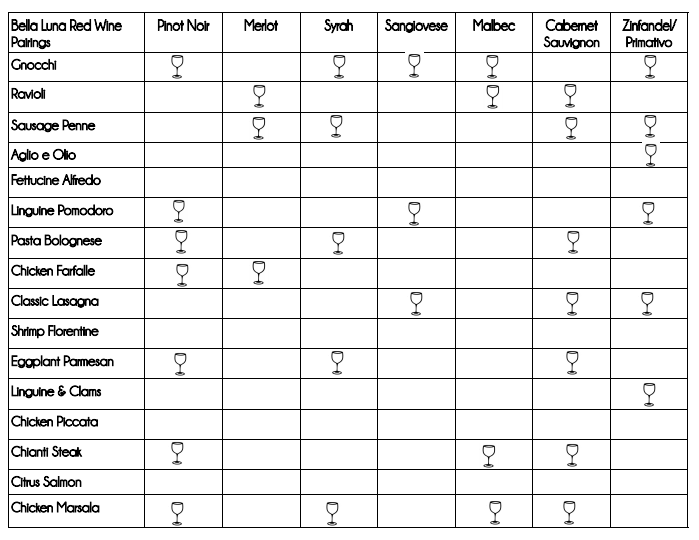 Bella Luna Red Wine Pairings Pinot Noir Merlot Syrah Sangiovese Malbec Cabernet Sauvignon Zinfandel/ Primativo
Gnocchi
Ravioli
Sausage Penne
Aglio e Olio
Fettucine Alfredo
Linguine Pomodoro
Pasta Bolognese
Chicken Farfalle
Classic Lasagna
Shrimp Florentine
Eggplant Parmesan
Linguine & Clams
Chicken Piccata
Chianti Steak
Citrus Salmon
Chicken Marsala